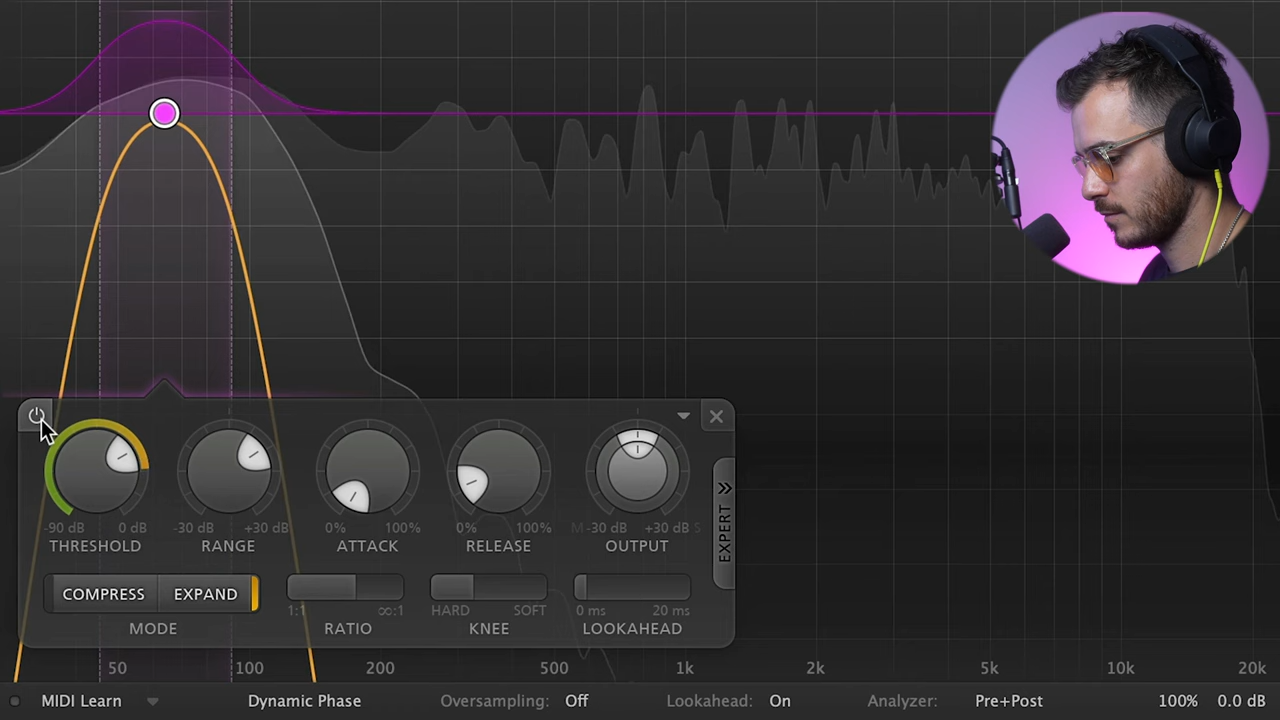 -90 dB 0 dB -30 dB +30 dB 0% 100% 0% 100% M -30 dB +30 dB S
THRESHOLD RANGE ATTACK RELEASE OUTPUT
EXPERT
COMPRESS EXPAND
1:1 ∞:1 HARD SOFT 0 ms 20 ms
MODE RATIO KNEE LOOKAHEAD
50 100 200 500 1k 2k 5k 10k 20k
MIDI Learn Dynamic Phase Oversampling: Off Lookahead: On Analyzer: Pre+Post 100% 0.0 dB